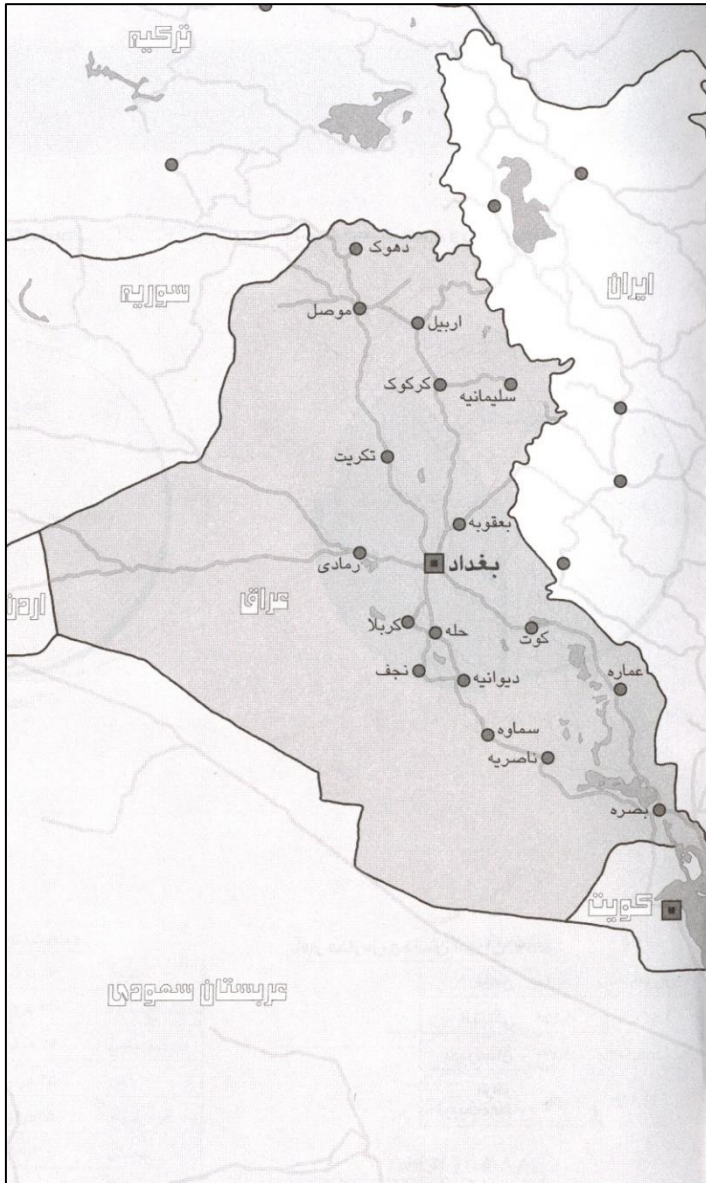 ترکیه
دهوک
سوریه
ایران
موصل
اربیل
کرکوک
سلیمانیه
تکریت
بعقوبه
بغداد
رمادی
عراق
اردن
کربلا
حله
کوت
نجف
دیوانیه
عماره
سماوه
ناصریه
بصره
کویت
عربستان سعودی